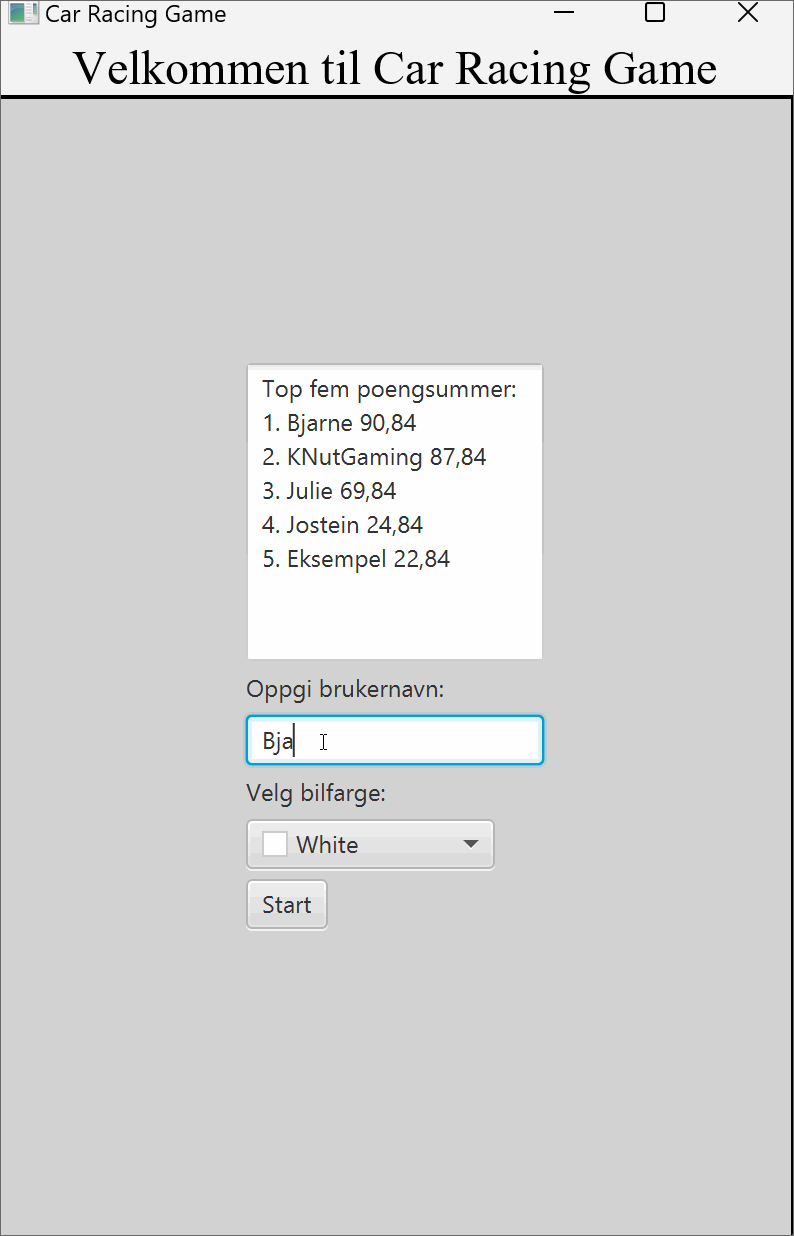 Car Racing Game
Velkommen til Car Racing Game
Top fem poengsummer:
1. Bjarne 90,84
2. KNutGaming 87,84
3. Julie 69,84
4. Jostein 24,84
5. Eksempel 22,84
Oppgi brukernavn:
Bja
Velg bilfarge:
White
Start